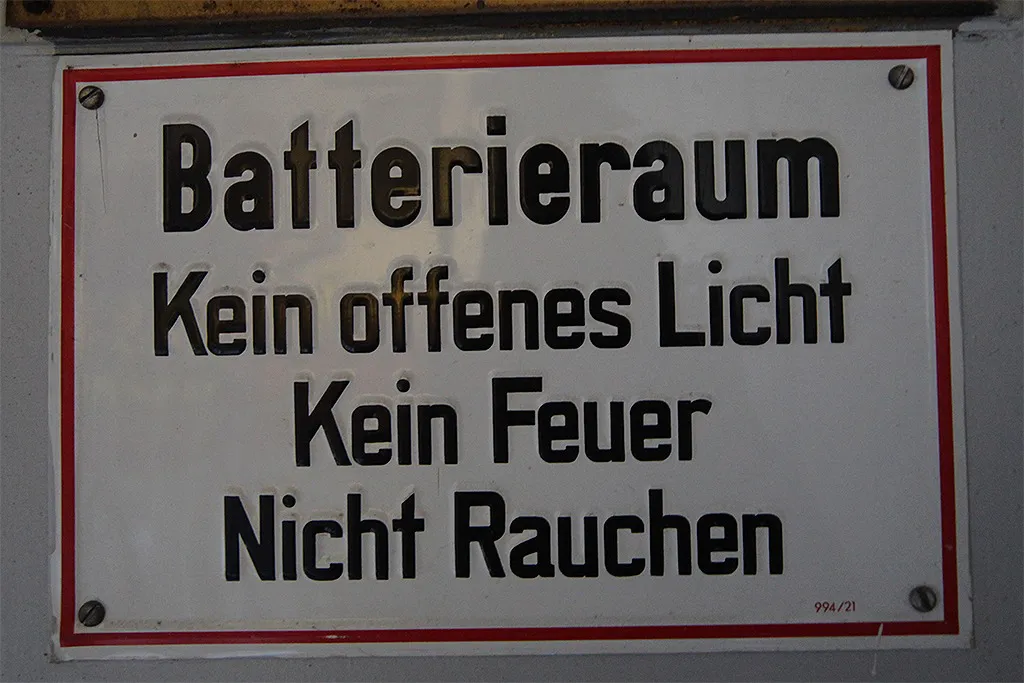 Batterieraum
Kein offenes Licht
Kein Feuer
Nicht Rauchen
994/21